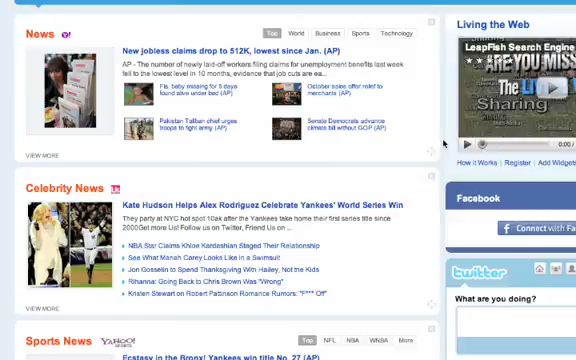 News Y!
Top World Business Sports Technology
New jobless claims drop to 512K, lowest since Jan. (AP)
AP - The number of newly laid-off workers filing claims for unemployment benefits last
week fell to the lowest level in 10 months, evidence that job cuts are ea...
Fla. baby missing for 5 days
found alive under bed (AP)
October sales offer relief to
merchants (AP)
Pakistan Taliban chief urges
troops to fight army (AP)
Senate Democrats advance
climate bill without GOP (AP)
VIEW MORE
Celebrity News
Kate Hudson Helps Alex Rodriguez Celebrate Yankees' World Series Win
They party at NYC hot spot 10ak after the Yankees take home their first series title since
2000Get more Us! Follow us on Twitter, Friend Us on ...
NBA Star Claims Khloe Kardashian Staged Their Relationship
See What Mariah Carey Looks Like in a Swimsuit
Jon Gosselin to Spend Thanksgiving With Hailey, Not the Kids
Rihanna: Going Back to Chris Brown Was "Wrong"
Kristen Stewart on Robert Pattinson Romance Rumors: "F*** Off"
VIEW MORE
Sports News YAHOO! SPORTS
Top NFL NBA WNBA More
Ecstasy in the Bronx! Yankees win title No. 27 (AP)
Living the Web
LeapFish Search Engine
ARE YOU MISS
The Li
Sharing
0:00 /
How it Works | Register | Add Widgets
Facebook
Connect with Fa
twitter
What are you doing?